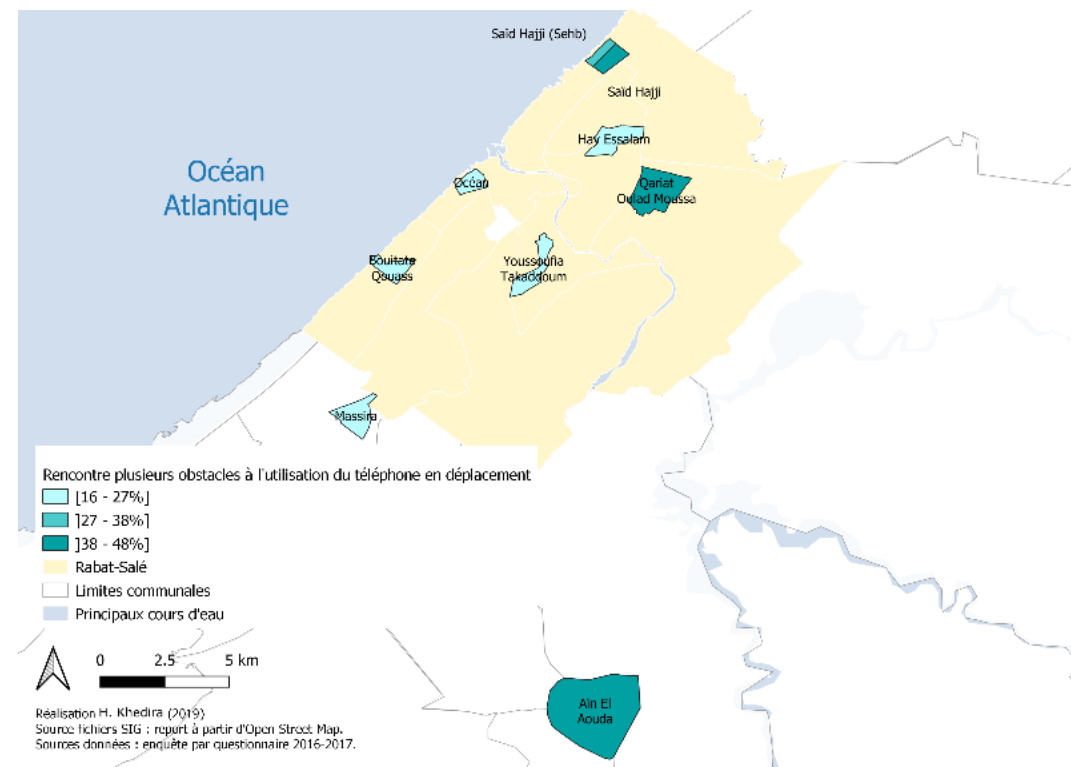 Saïd Hajji (Sehb)
Saïd Hajji
Hay Essalam
Océan
Atlantique
Océan
Qariat
Oulad Moussa
Bouitate
Qouass
Youssoufia
Takaddoum
Massira
Rencontre plusieurs obstacles à l'utilisation du téléphone en déplacement
[16 - 27%]
]27 - 38%]
]38 - 48%]
Rabat-Salé
Limites communales
Principaux cours d'eau
0 2.5 5 km
Réalisation H. Khedira (2019)
Source fichiers SIG : report à partir d'Open Street Map.
Sources données : enquête par questionnaire 2016-2017.
Aïn El
Aouda